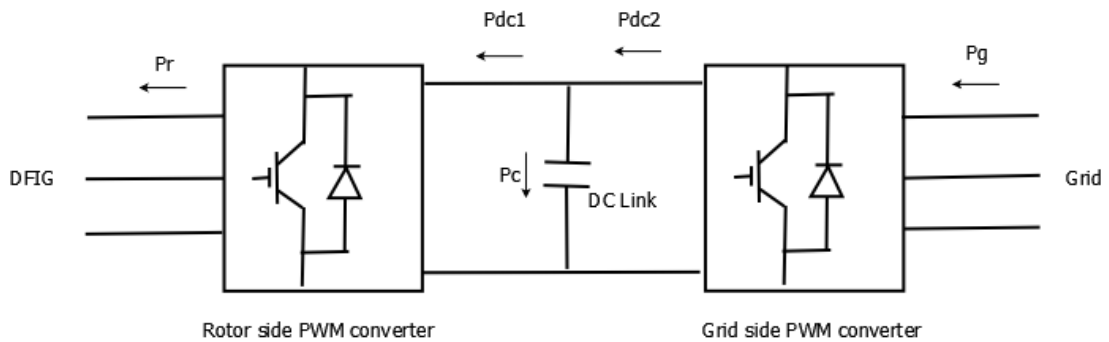 Pdc1
Pdc2
Pr
Pg
DFIG
Pc
DC Link
Grid
Rotor side PWM converter
Grid side PWM converter